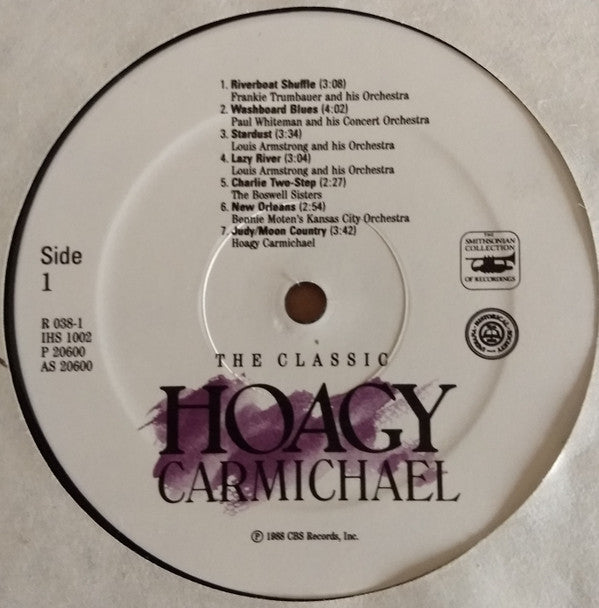 1. Riverboat Shuffle (3:08)
Frankie Trumbauer and his Orchestra
2. Washboard Blues (4:02)
Paul Whiteman and his Concert Orchestra
3. Stardust (3:34)
Louis Armstrong and his Orchestra
4. Lazy River (3:04)
Louis Armstrong and his Orchestra
5. Charlie Two-Step (2:27)
The Boswell Sisters
6. New Orleans (2:54)
Bennie Moten's Kansas City Orchestra
7. Judy/Moon Country (3:42)
Hoagy Carmichael
THE
SMITHSONIAN
COLLECTION
OF RECORDINGS
Side
1
R 038-1
IHS 1002
P 20600
AS 20600
INDIANA HISTORICAL SOCIETY
THE CLASSIC
HOAGY
CARMICHAEL
Ⓟ 1988 CBS Records, Inc.